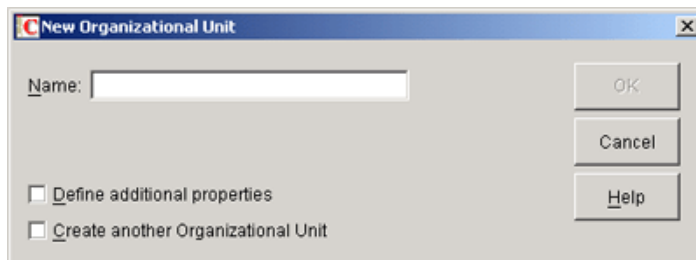 C New Organizational Unit
Name:
OK
Cancel
Define additional properties
Help
Create another Organizational Unit